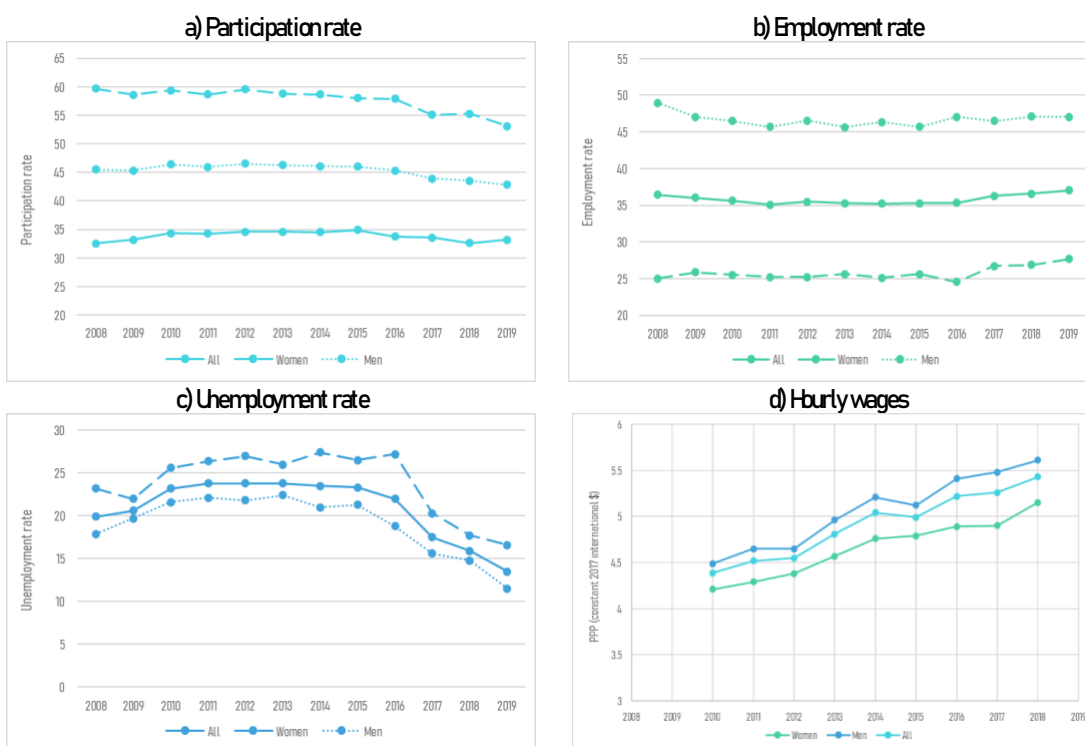 a) Participation rate
65
60
55
50
45
40
35
30
25
20
Participation rate
2008 2009 2010 2011 2012 2013 2014 2015 2016 2017 2018 2019
All Women Men
b) Employment rate
55
50
45
40
35
30
25
20
Employment rate
2008 2009 2010 2011 2012 2013 2014 2015 2016 2017 2018 2019
All Women Men
c) Unemployment rate
30
25
20
15
10
5
0
Unemployment rate
2008 2009 2010 2011 2012 2013 2014 2015 2016 2017 2018 2019
All Women Men
d) Hourly wages
6
5.5
5
4.5
4
3.5
3
PPP (constant 2017 international $)
2008 2009 2010 2011 2012 2013 2014 2015 2016 2017 2018 2019
Women Men All